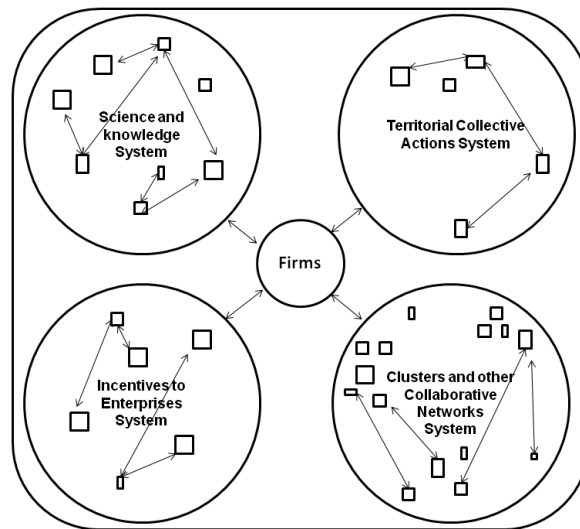 Science and
knowledge
System
Territorial Collective
Actions System
Firms
Incentives to
Enterprises
System
Clusters and other
Collaborative
Networks
System